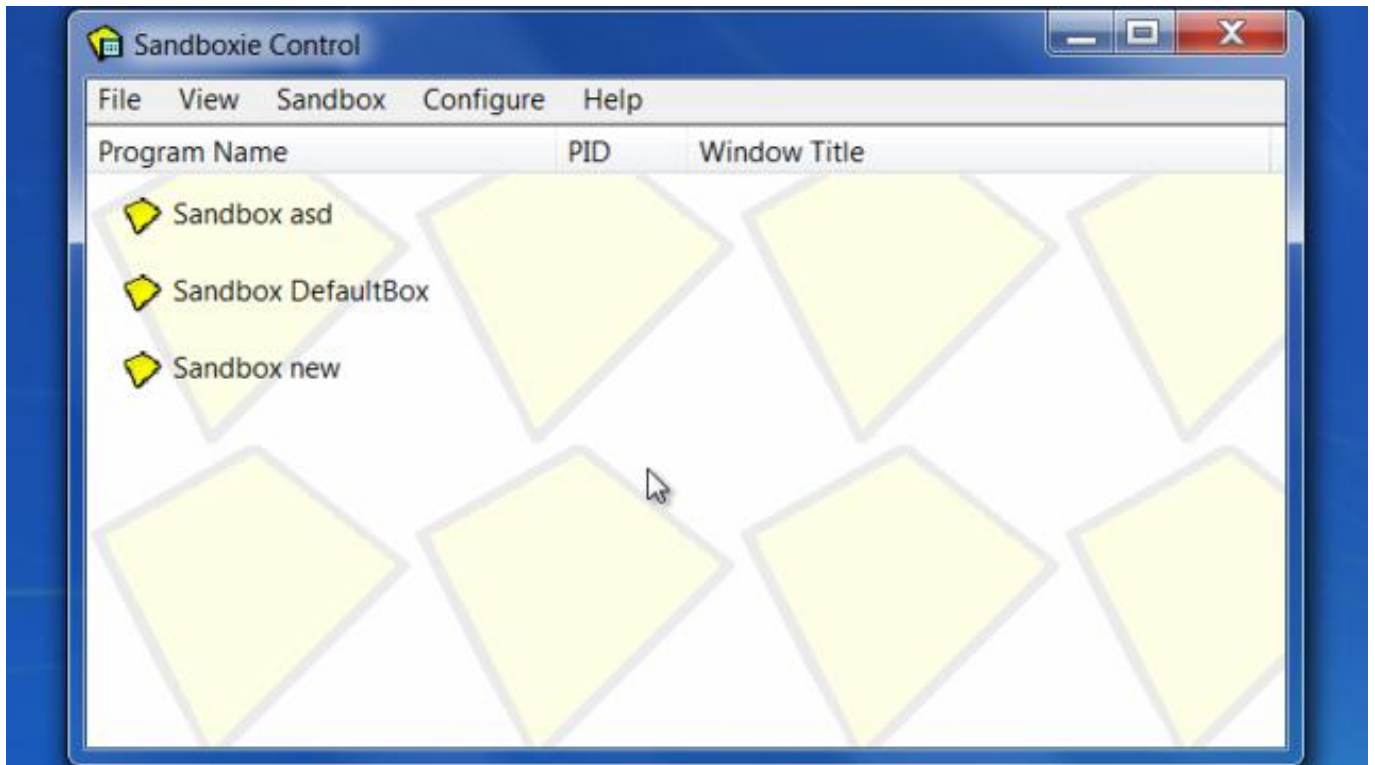 Sandboxie Control
File View Sandbox Configure Help
Program Name PID Window Title
Sandbox asd
Sandbox DefaultBox
Sandbox new